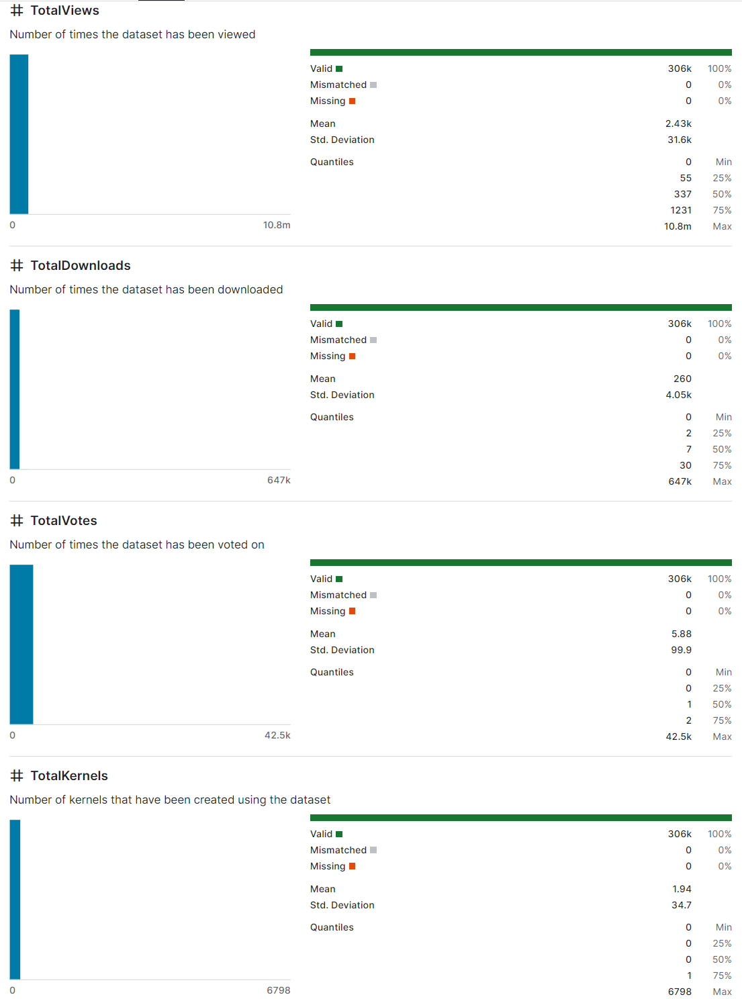 TotalViews
Number of times the dataset has been viewed
Valid 306k 100%
Mismatched 0 0%
Missing 0 0%
Mean 2.43k
Std. Deviation 31.6k
Quantiles 0 Min
55 25%
337 50%
1231 75%
0 10.8m
10.8m Max
TotalDownloads
Number of times the dataset has been downloaded
Valid 306k 100%
Mismatched 0 0%
Missing 0 0%
Mean 260
Std. Deviation 4.05k
Quantiles 0 Min
2 25%
7 50%
30 75%
0 647k
647k Max
TotalVotes
Number of times the dataset has been voted on
Valid 306k 100%
Mismatched 0 0%
Missing 0 0%
Mean 5.88
Std. Deviation 99.9
Quantiles 0 Min
0 25%
1 50%
2 75%
0 42.5k
42.5k Max
TotalKernels
Number of kernels that have been created using the dataset
Valid 306k 100%
Mismatched 0 0%
Missing 0 0%
Mean 1.94
Std. Deviation 34.7
Quantiles 0 Min
0 25%
0 50%
1 75%
0 6798
6798 Max